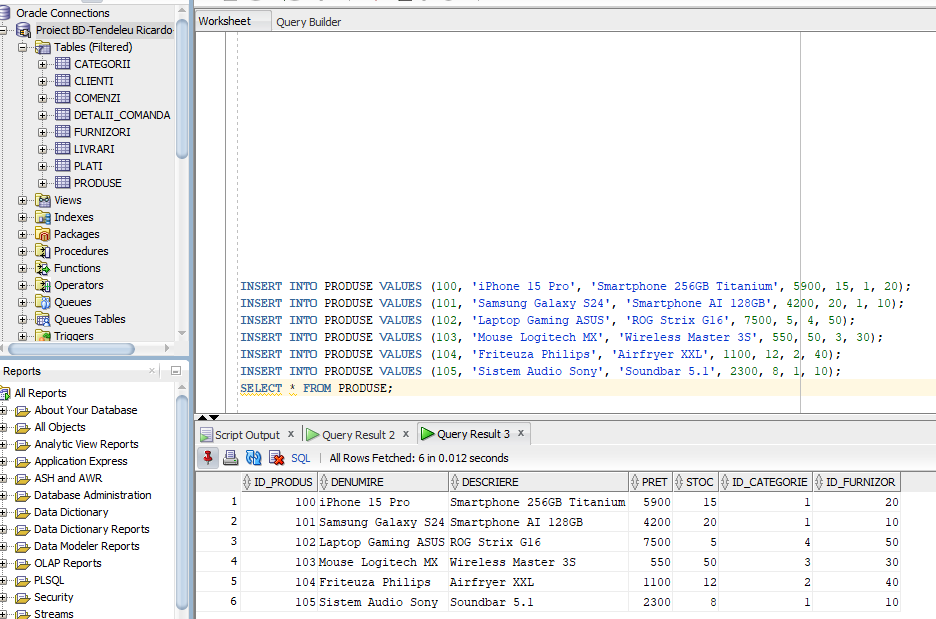 Oracle Connections
Proiect BD-Tendeleu Ricardo
Tables (Filtered)
CATEGORII
CLIENTI
COMENZI
DETALII_COMANDA
FURNIZORI
LIVRARI
PLATI
PRODUSE
Views
Indexes
Packages
Procedures
Functions
Operators
Queues
Queues Tables
Triggers
Reports
All Reports
About Your Database
All Objects
Analytic View Reports
Application Express
ASH and AWR
Database Administration
Data Dictionary
Data Dictionary Reports
Data Modeler Reports
OLAP Reports
PLSQL
Security
Streams
Worksheet Query Builder
INSERT INTO PRODUSE VALUES (100, 'iPhone 15 Pro', 'Smartphone 256GB Titanium', 5900, 15, 1, 20);
INSERT INTO PRODUSE VALUES (101, 'Samsung Galaxy S24', 'Smartphone AI 128GB', 4200, 20, 1, 10);
INSERT INTO PRODUSE VALUES (102, 'Laptop Gaming ASUS', 'ROG Strix G16', 7500, 5, 4, 50);
INSERT INTO PRODUSE VALUES (103, 'Mouse Logitech MX', 'Wireless Master 3S', 550, 50, 3, 30);
INSERT INTO PRODUSE VALUES (104, 'Friteuza Philips', 'Airfryer XXL', 1100, 12, 2, 40);
INSERT INTO PRODUSE VALUES (105, 'Sistem Audio Sony', 'Soundbar 5.1', 2300, 8, 1, 10);
SELECT * FROM PRODUSE;
Script Output x Query Result 2 x Query Result 3 x
SQL | All Rows Fetched: 6 in 0.012 seconds
ID_PRODUS DENUMIRE DESCRIERE PRET STOC ID_CATEGORIE ID_FURNIZOR
1 100 iPhone 15 Pro Smartphone 256GB Titanium 5900 15 1 20
2 101 Samsung Galaxy S24 Smartphone AI 128GB 4200 20 1 10
3 102 Laptop Gaming ASUS ROG Strix G16 7500 5 4 50
4 103 Mouse Logitech MX Wireless Master 3S 550 50 3 30
5 104 Friteuza Philips Airfryer XXL 1100 12 2 40
6 105 Sistem Audio Sony Soundbar 5.1 2300 8 1 10